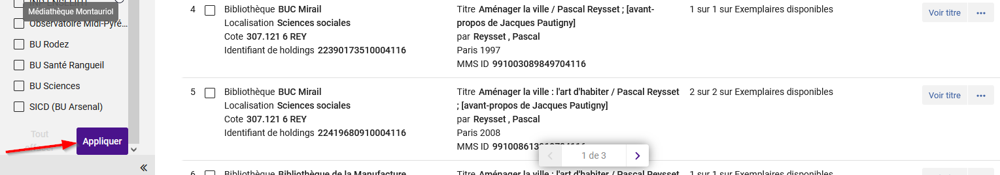 Médiathèque Montauriol
Observatoire Midi-Pyré…
BU Rodez
BU Santé Rangueil
BU Sciences
SICD (BU Arsenal)
Tout
Appliquer
4
Bibliothèque BUC Mirail
Localisation Sciences sociales
Cote 307.121 6 REY
Identifiant de holdings 22390173510004116
Titre Aménager la ville / Pascal Reysset ; [avant-
propos de Jacques Pautigny]
par Reysset , Pascal
Paris 1997
MMS ID 991003089849704116
1 sur 1 sur Exemplaires disponibles
Voir titre
5
Bibliothèque BUC Mirail
Localisation Sciences sociales
Cote 307.121 6 REY
Identifiant de holdings 22419680910004116
Titre Aménager la ville : l'art d'habiter / Pascal Reysset
; [avant-propos de Jacques Pautigny]
par Reysset , Pascal
Paris 2008
MMS ID
2 sur 2 sur Exemplaires disponibles
Voir titre
1 de 3
6
Bibliothèque Bibliothèque de la Manufacture
Titre Aménager la ville : l'art d'habiter / Pascal Reysset
1 sur 1 sur Exemplaires disponibles